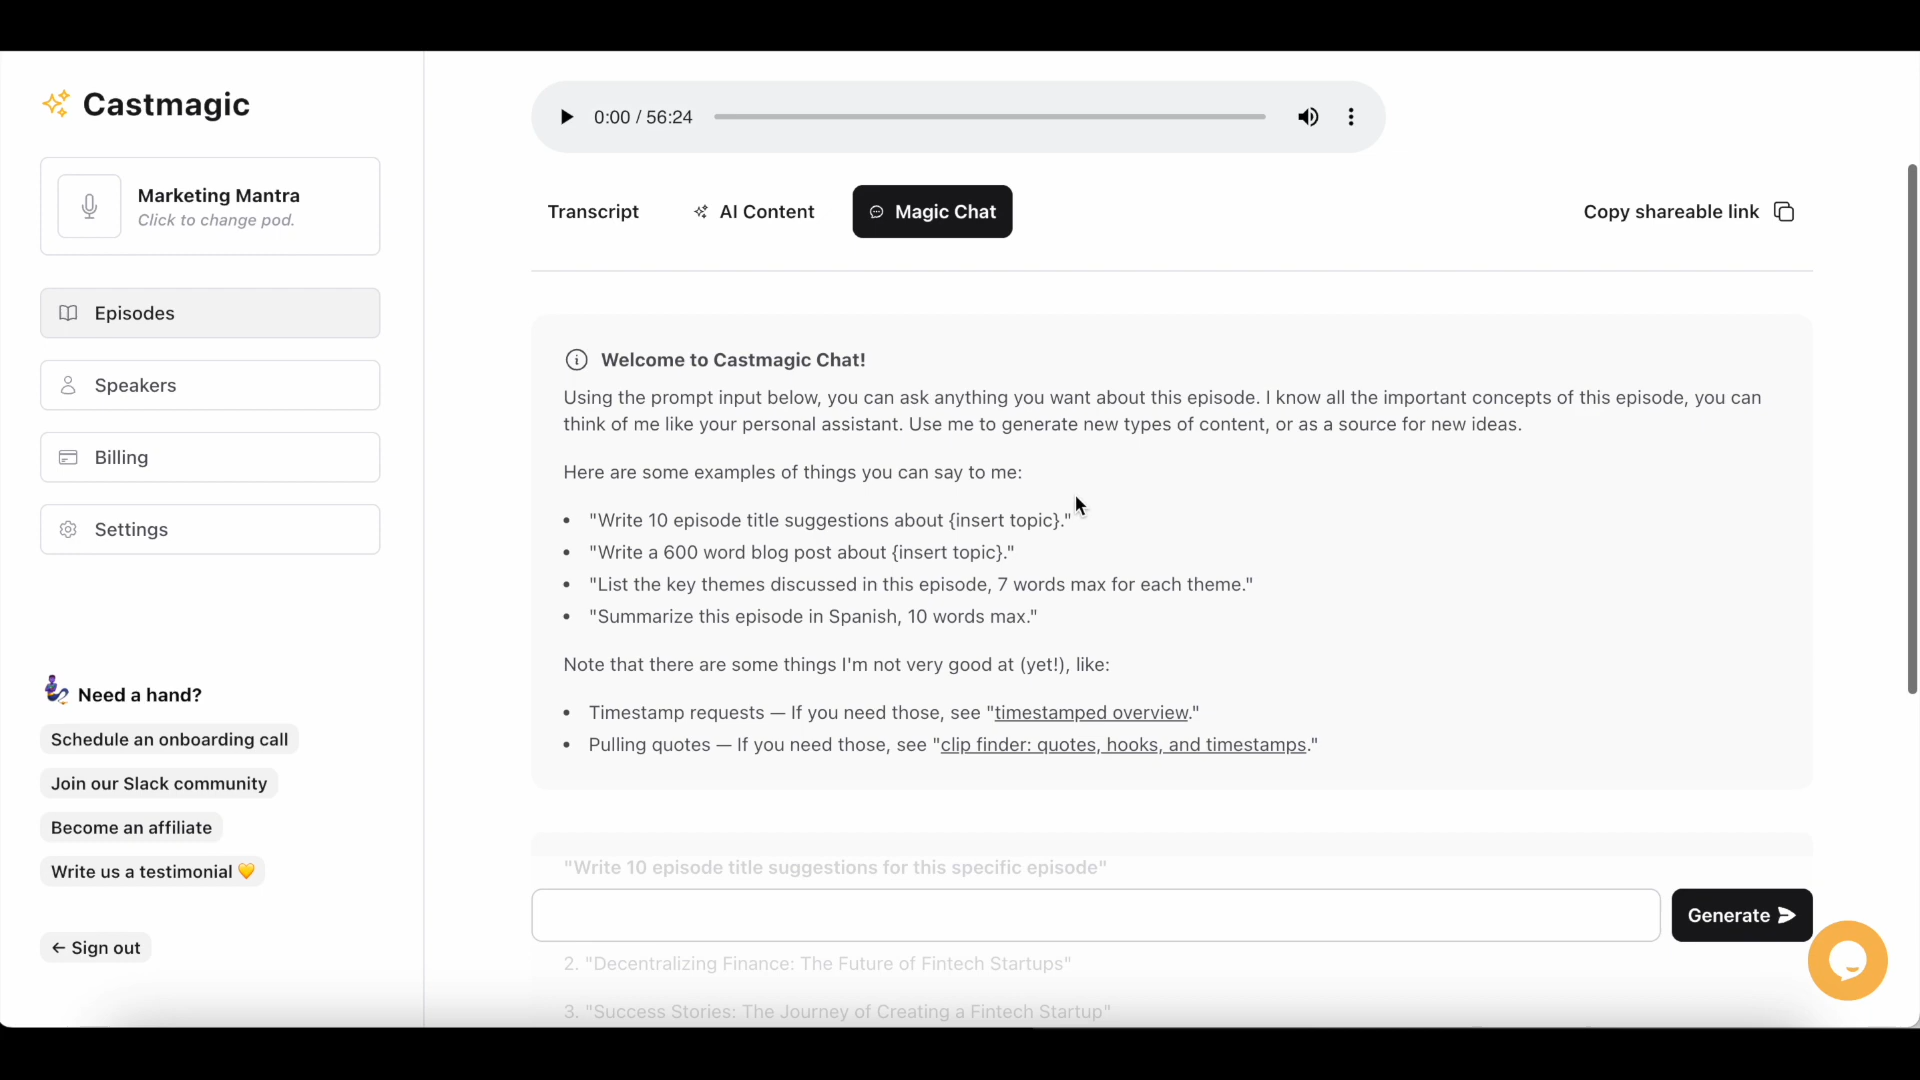 Castmagic
Marketing Mantra
Click to change pod.
Episodes
Speakers
Billing
Settings
Need a hand?
Schedule an onboarding call
Join our Slack community
Become an affiliate
Write us a testimonial 💛
← Sign out
0:00 / 56:24
Transcript
AI Content
Magic Chat
Copy shareable link
Welcome to Castmagic Chat!
Using the prompt input below, you can ask anything you want about this episode. I know all the important concepts of this episode, you can
think of me like your personal assistant. Use me to generate new types of content, or as a source for new ideas.
Here are some examples of things you can say to me:
• "Write 10 episode title suggestions about {insert topic}."
• "Write a 600 word blog post about {insert topic}."
• "List the key themes discussed in this episode, 7 words max for each theme."
• "Summarize this episode in Spanish, 10 words max."
Note that there are some things I'm not very good at (yet!), like:
• Timestamp requests — If you need those, see "timestamped overview."
• Pulling quotes — If you need those, see "clip finder: quotes, hooks, and timestamps."
"Write 10 episode title suggestions for this specific episode"
Generate
2. "Decentralizing Finance: The Future of Fintech Startups"
3. "Success Stories: The Journey of Creating a Fintech Startup"